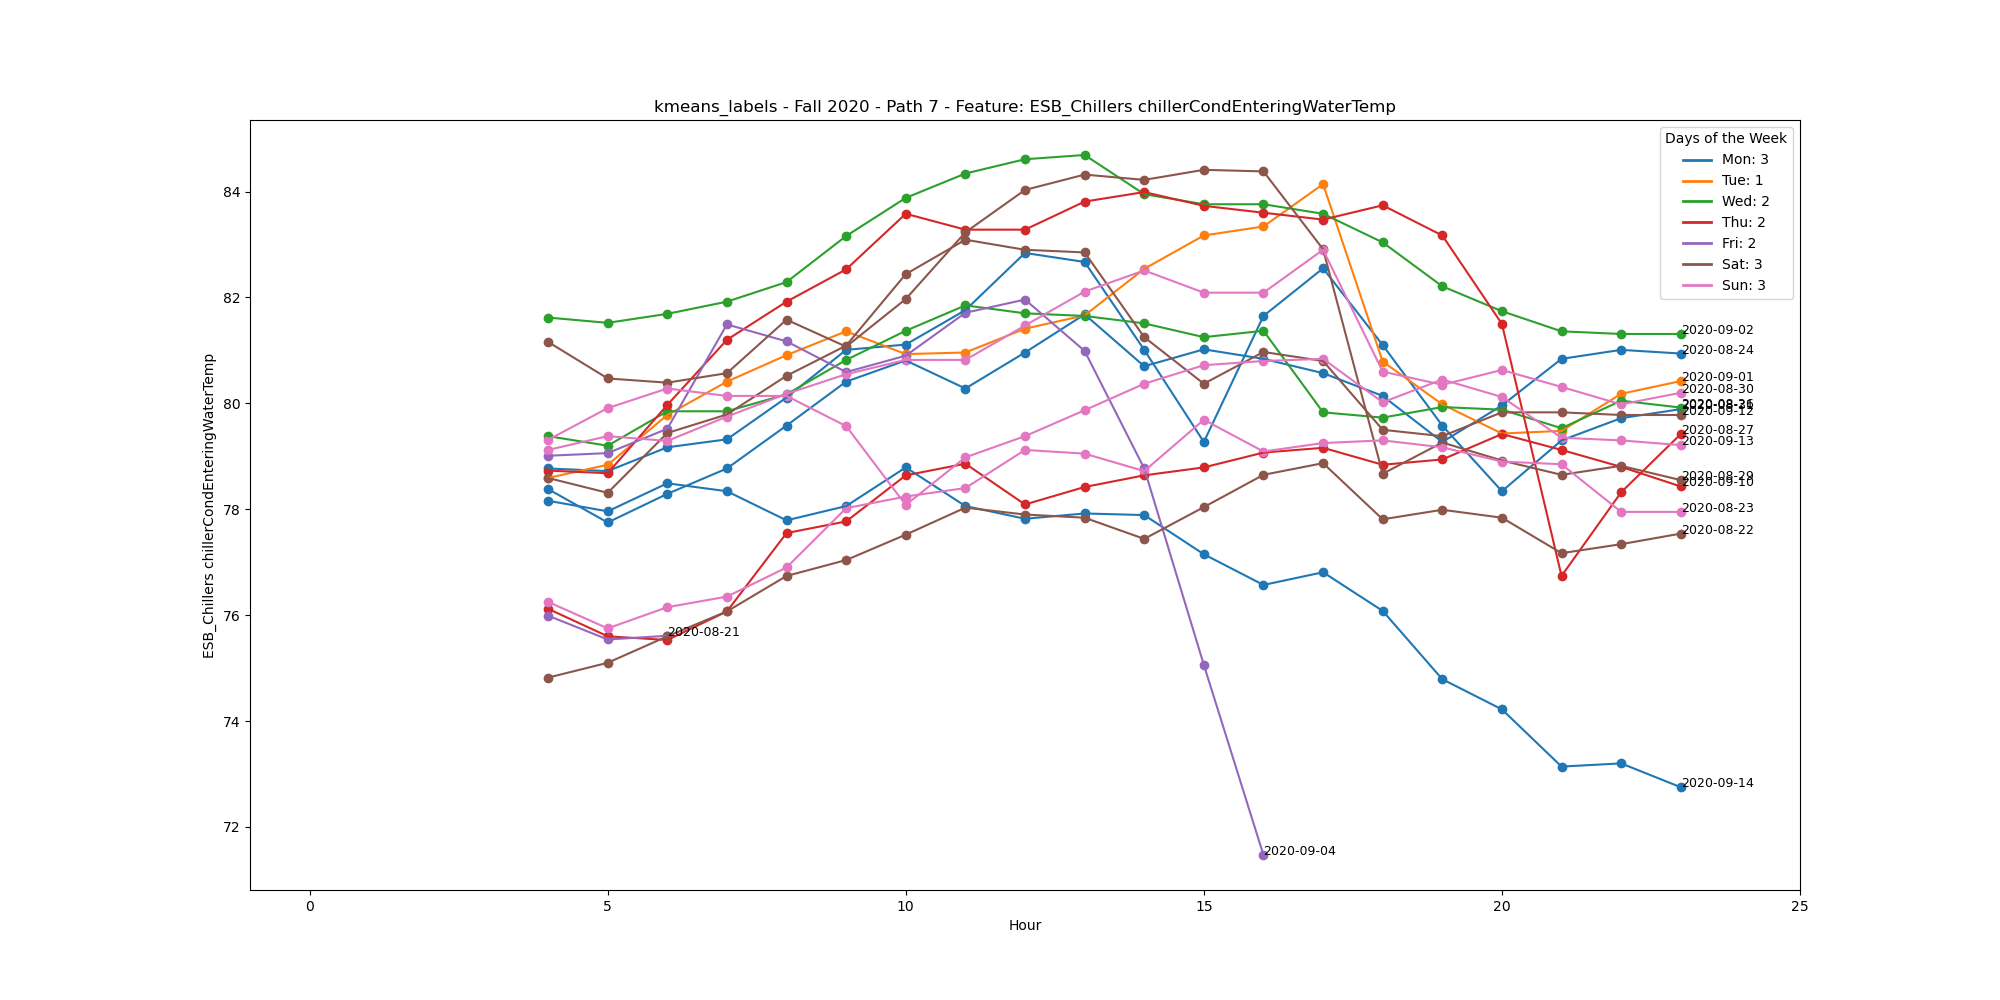 kmeans_labels - Fall 2020 - Path 7 - Feature: ESB_Chillers chillerCondEnteringWaterTemp
Days of the Week
Mon: 3
Tue: 1
Wed: 2
Thu: 2
Fri: 2
Sat: 3
Sun: 3
ESB_Chillers chillerCondEnteringWaterTemp
84
82
80
78
76
74
72
2020-09-02
2020-08-24
2020-09-01
2020-08-30
2020-09-12
2020-08-27
2020-09-13
2020-08-29
2020-09-10
2020-08-23
2020-08-22
2020-08-21
2020-09-14
2020-09-04
0
5
10
15
20
25
Hour